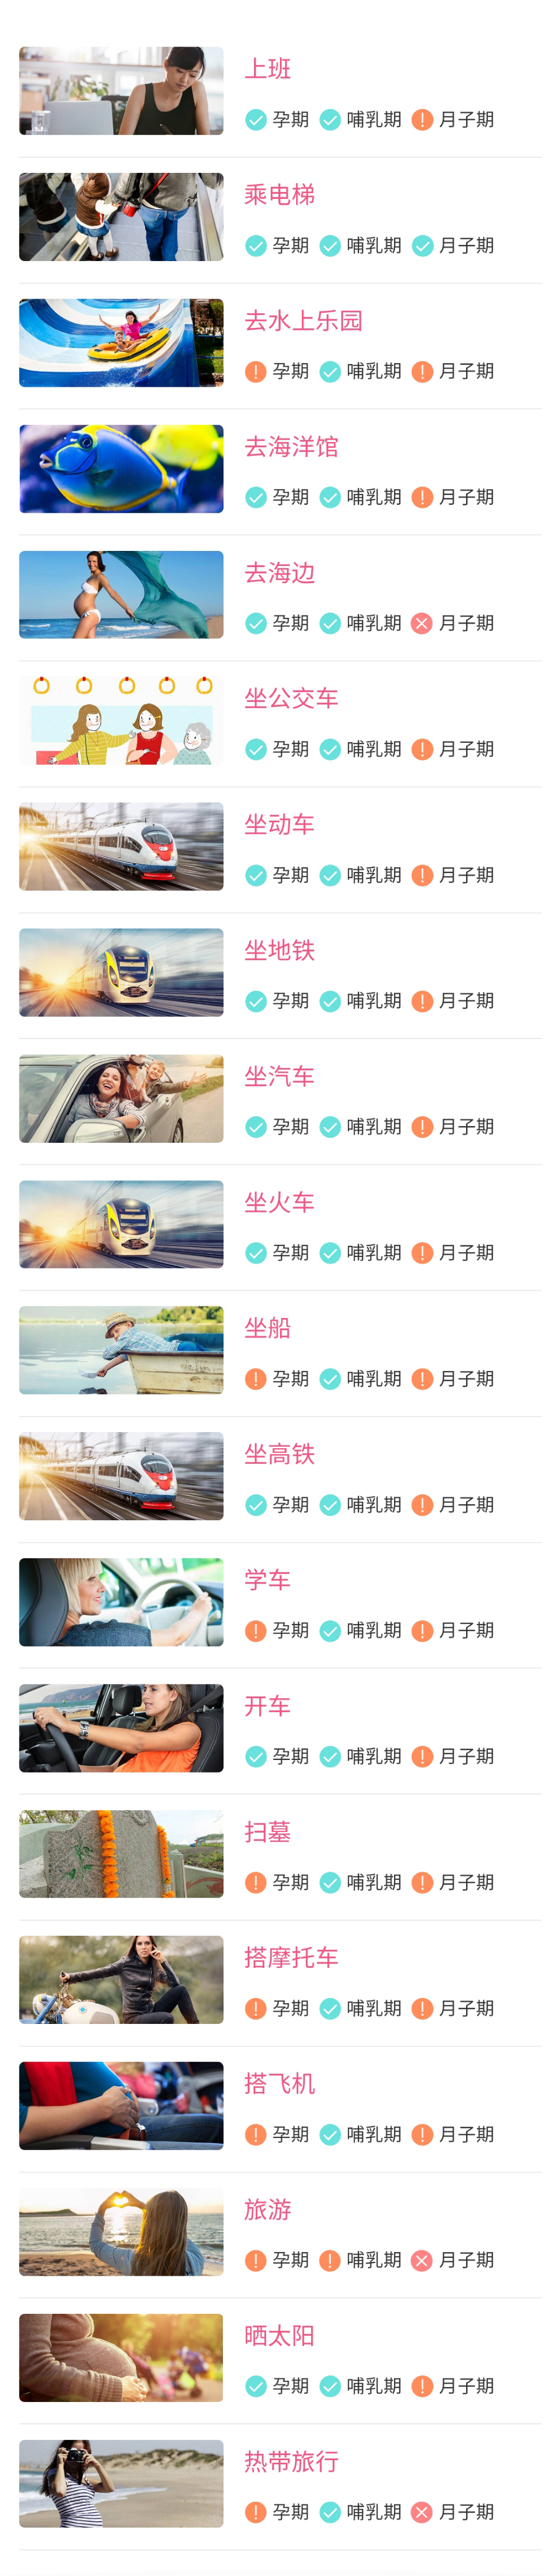 上班
孕期 哺乳期 月子期
乘电梯
孕期 哺乳期 月子期
去水上乐园
孕期 哺乳期 月子期
去海洋馆
孕期 哺乳期 月子期
去海边
孕期 哺乳期 月子期
坐公交车
孕期 哺乳期 月子期
坐动车
孕期 哺乳期 月子期
坐地铁
孕期 哺乳期 月子期
坐汽车
孕期 哺乳期 月子期
坐火车
孕期 哺乳期 月子期
坐船
孕期 哺乳期 月子期
坐高铁
孕期 哺乳期 月子期
学车
孕期 哺乳期 月子期
开车
孕期 哺乳期 月子期
扫墓
孕期 哺乳期 月子期
搭摩托车
孕期 哺乳期 月子期
搭飞机
孕期 哺乳期 月子期
旅游
孕期 哺乳期 月子期
晒太阳
孕期 哺乳期 月子期
热带旅行
孕期 哺乳期 月子期